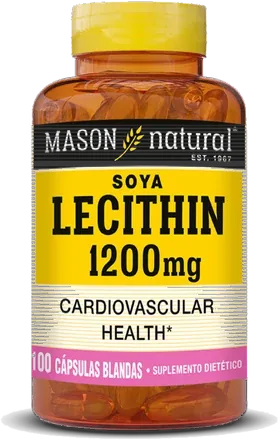 MASON natural
EST. 1967
SOYA
LECITHIN
1200mg
CARDIOVASCULAR
HEALTH*
100 CÁPSULAS BLANDAS • SUPLEMENTO DIETÉTICO